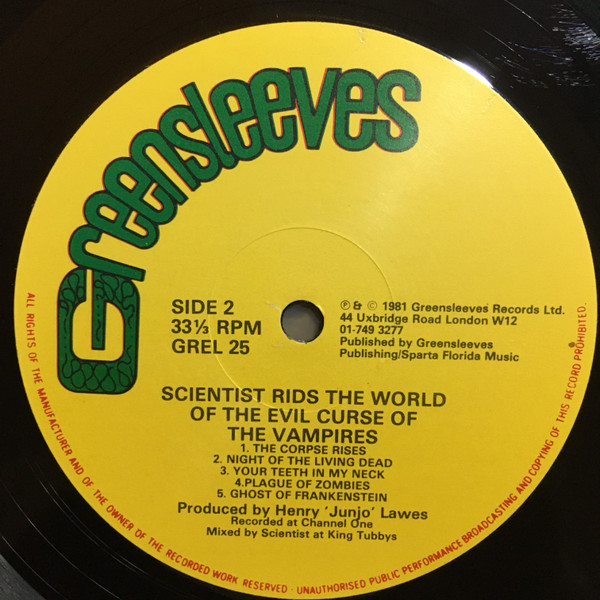 Greensleeves
SIDE 2
33⅓ RPM
GREL 25
℗ & © 1981 Greensleeves Records Ltd.
44 Uxbridge Road London W12
01-749 3277
Published by Greensleeves
Publishing/Sparta Florida Music
SCIENTIST RIDS THE WORLD
OF THE EVIL CURSE OF
THE VAMPIRES
1. THE CORPSE RISES
2. NIGHT OF THE LIVING DEAD
3. YOUR TEETH IN MY NECK
4.PLAGUE OF ZOMBIES
5. GHOST OF FRANKENSTEIN
Produced by Henry 'Junjo' Lawes
Recorded at Channel One
Mixed by Scientist at King Tubbys
ALL RIGHTS OF THE MANUFACTURER AND OF THE OWNER OF THE RECORDED WORK RESERVED · UNAUTHORISED PUBLIC PERFORMANCE BROADCASTING AND COPYING OF THIS RECORD PROHIBITED.